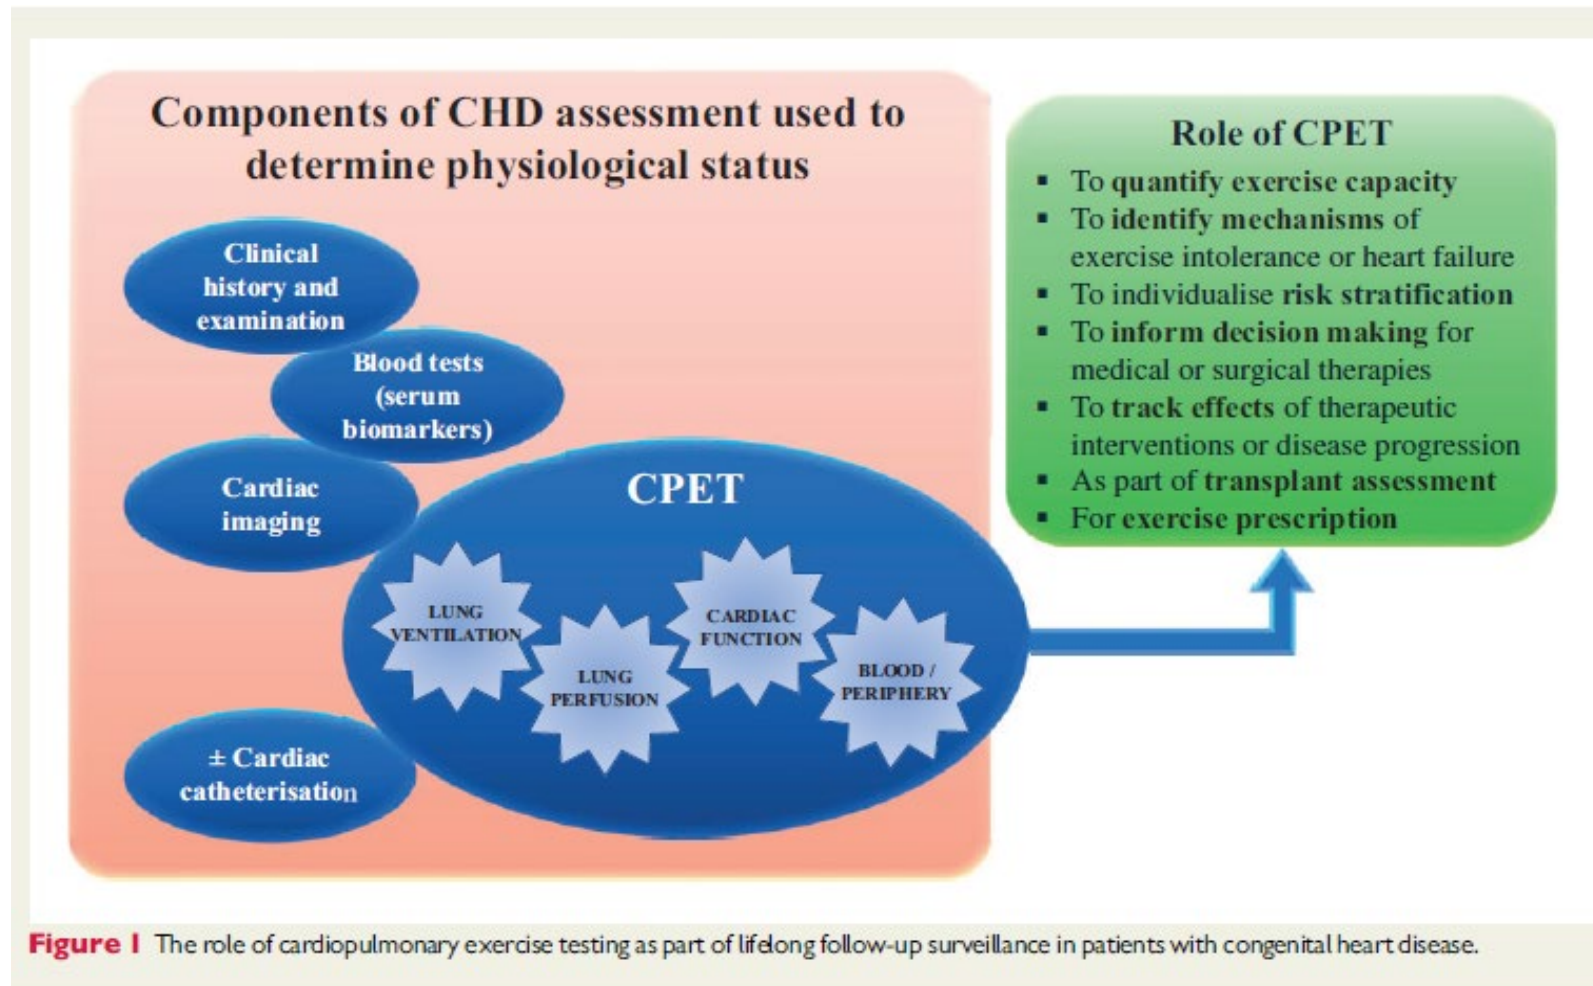 Components of CHD assessment used to
determine physiological status
Clinical
history and
examination
Blood tests
(serum
biomarkers)
Cardiac
imaging
± Cardiac
catheterisation
CPET
LUNG
VENTILATION
LUNG
PERFUSION
CARDIAC
FUNCTION
BLOOD /
PERIPHERY
Role of CPET
▪ To quantify exercise capacity
▪ To identify mechanisms of
exercise intolerance or heart failure
▪ To individualise risk stratification
▪ To inform decision making for
medical or surgical therapies
▪ To track effects of therapeutic
interventions or disease progression
▪ As part of transplant assessment
▪ For exercise prescription
Figure 1 The role of cardiopulmonary exercise testing as part of lifelong follow-up surveillance in patients with congenital heart disease.